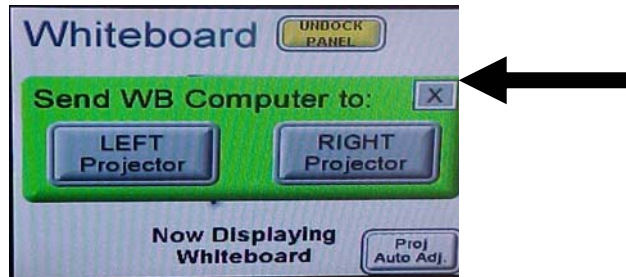 Whiteboard
UNDOCK
PANEL
Send WB Computer to:
X
LEFT
Projector
RIGHT
Projector
Now Displaying
Whiteboard
Proj
Auto Adj.